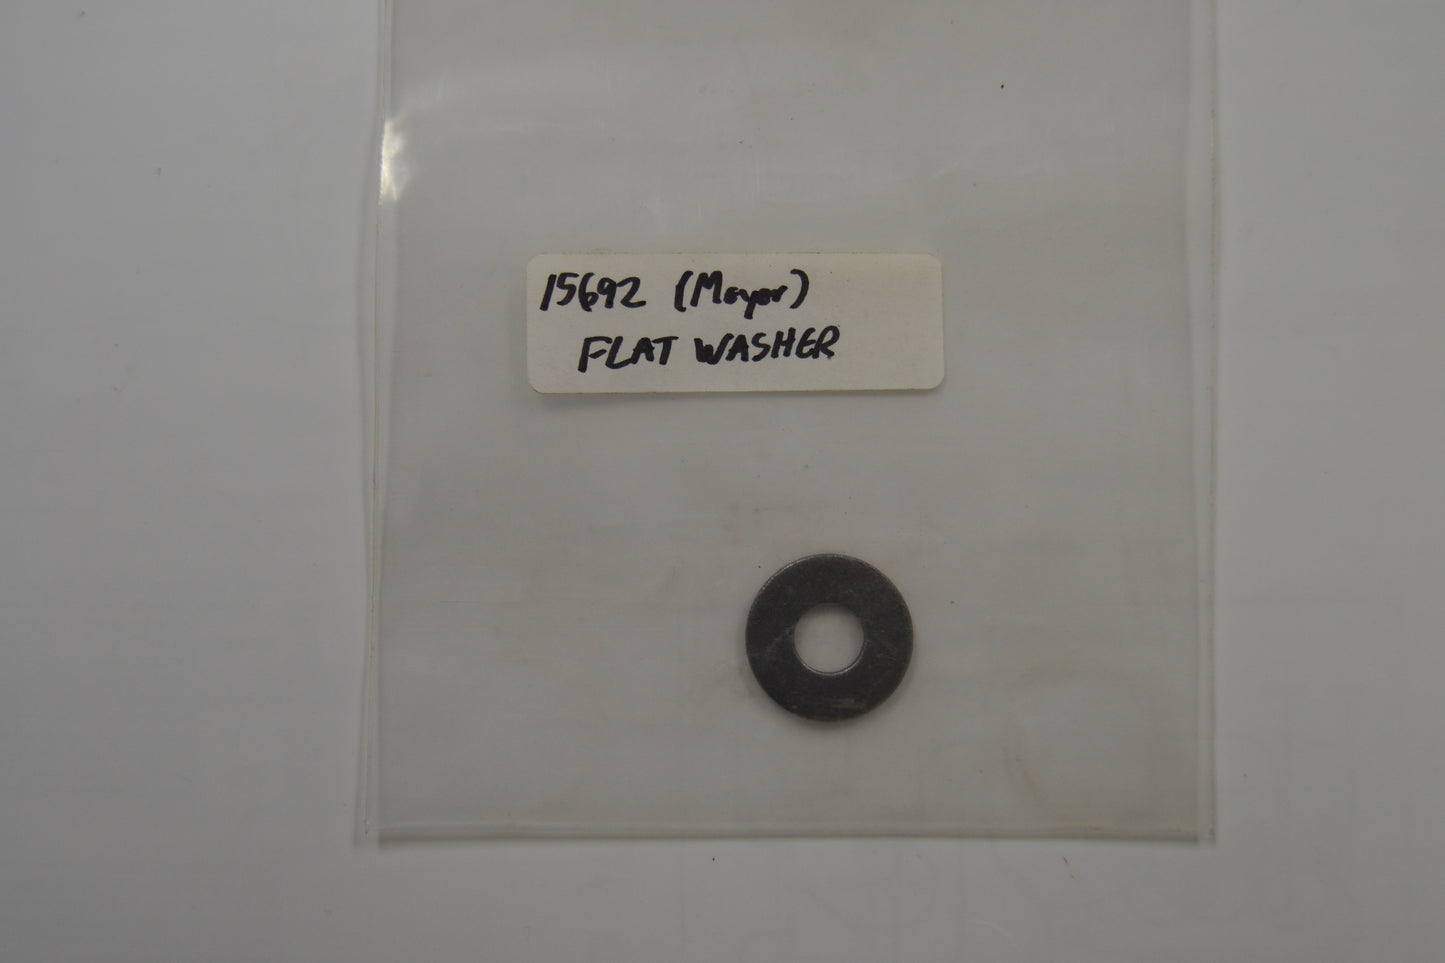 15692 (Meyer)
FLAT WASHER